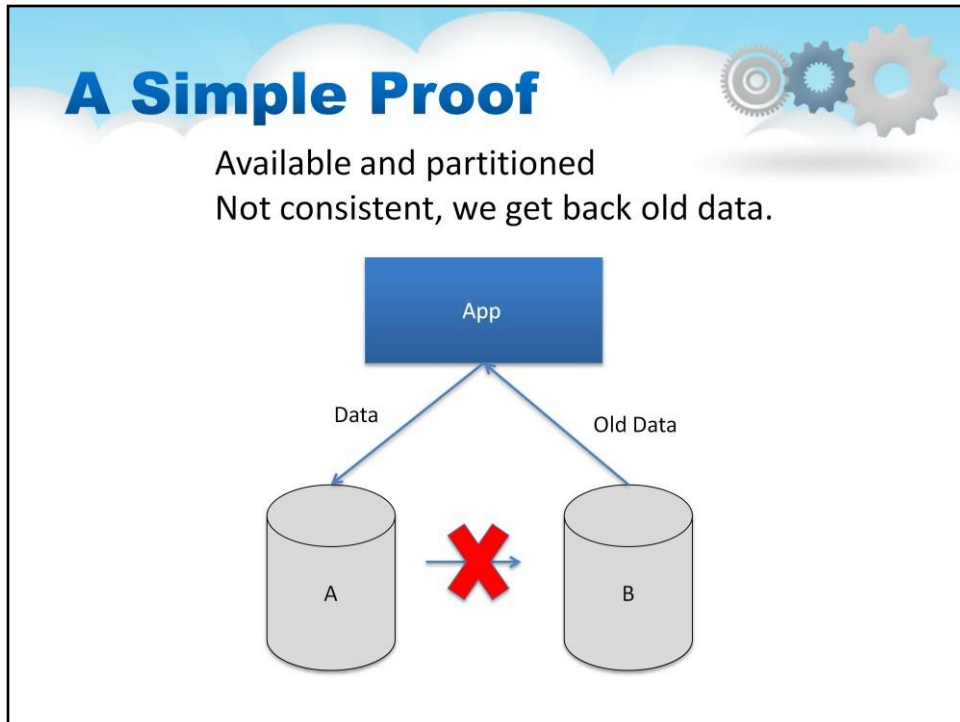 A Simple Proof
Available and partitioned
Not consistent, we get back old data.
App
Data
Old Data
A
B